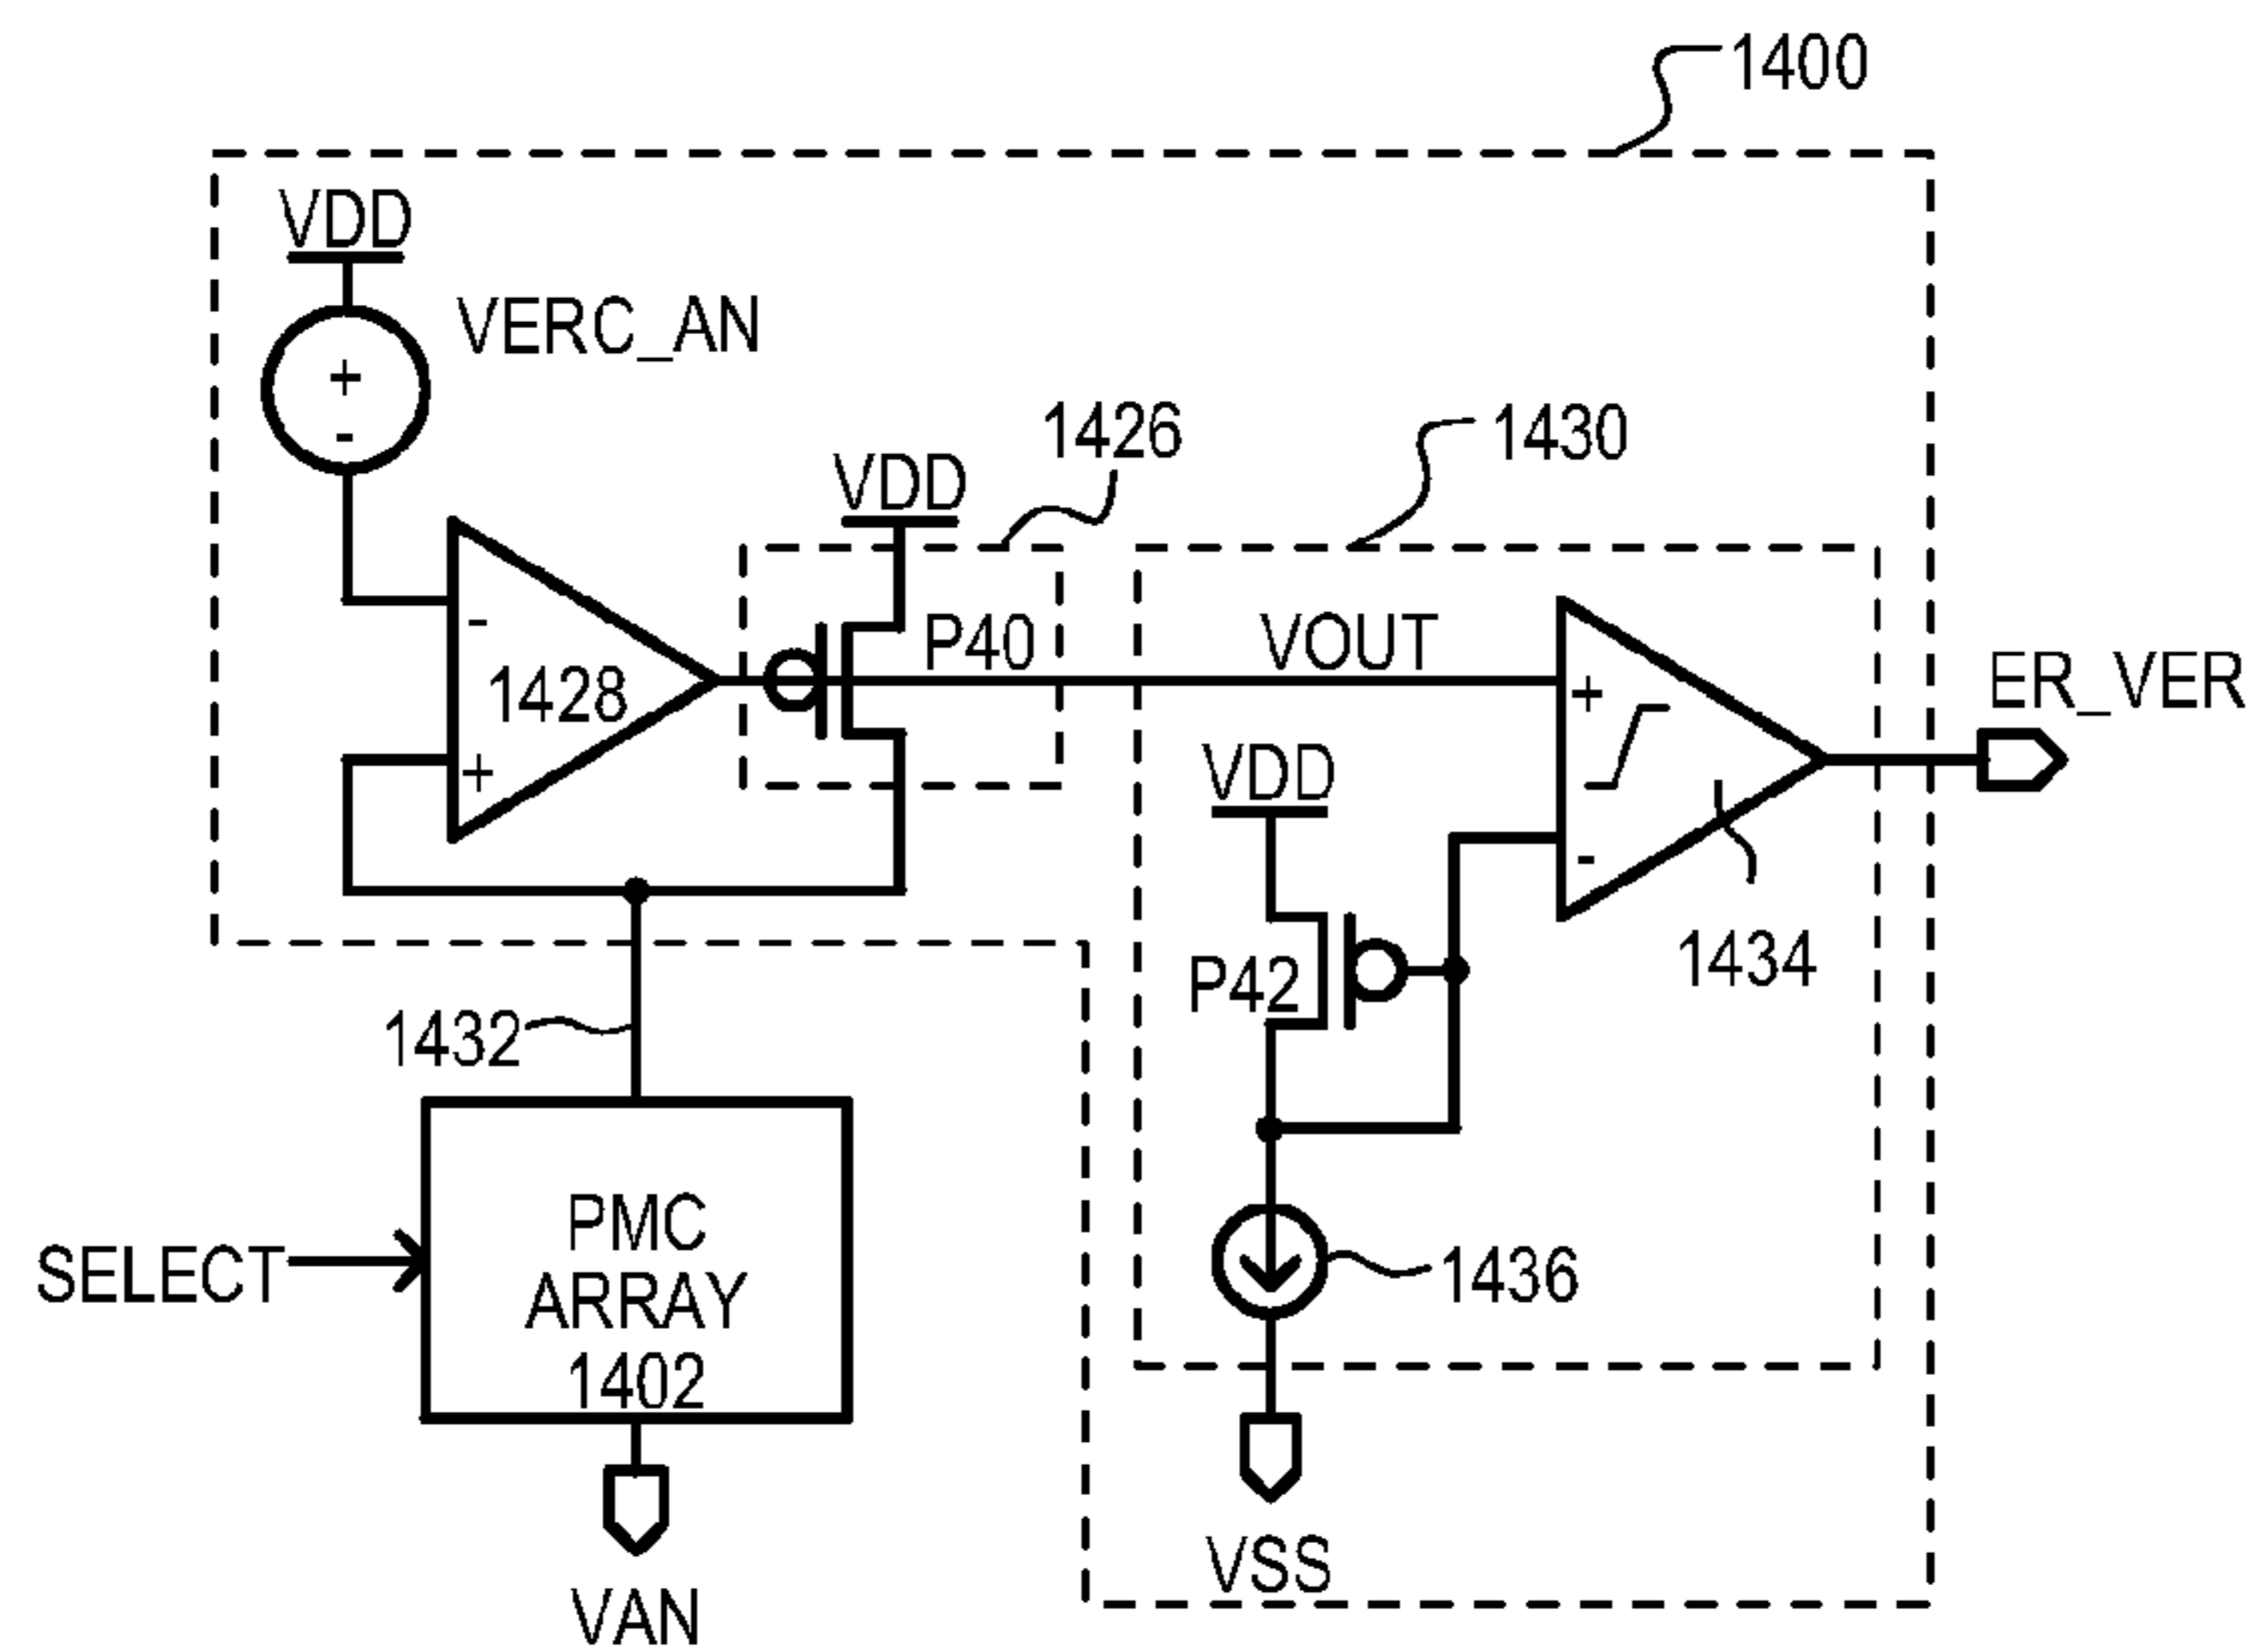 1400
VDD
VERC_AN
+
-
1426
1430
VDD
P40
VOUT
-
1428
+
+
-
ER_VER
VDD
P42
1434
1432
PMC
ARRAY
1402
SELECT
1436
VSS
VAN